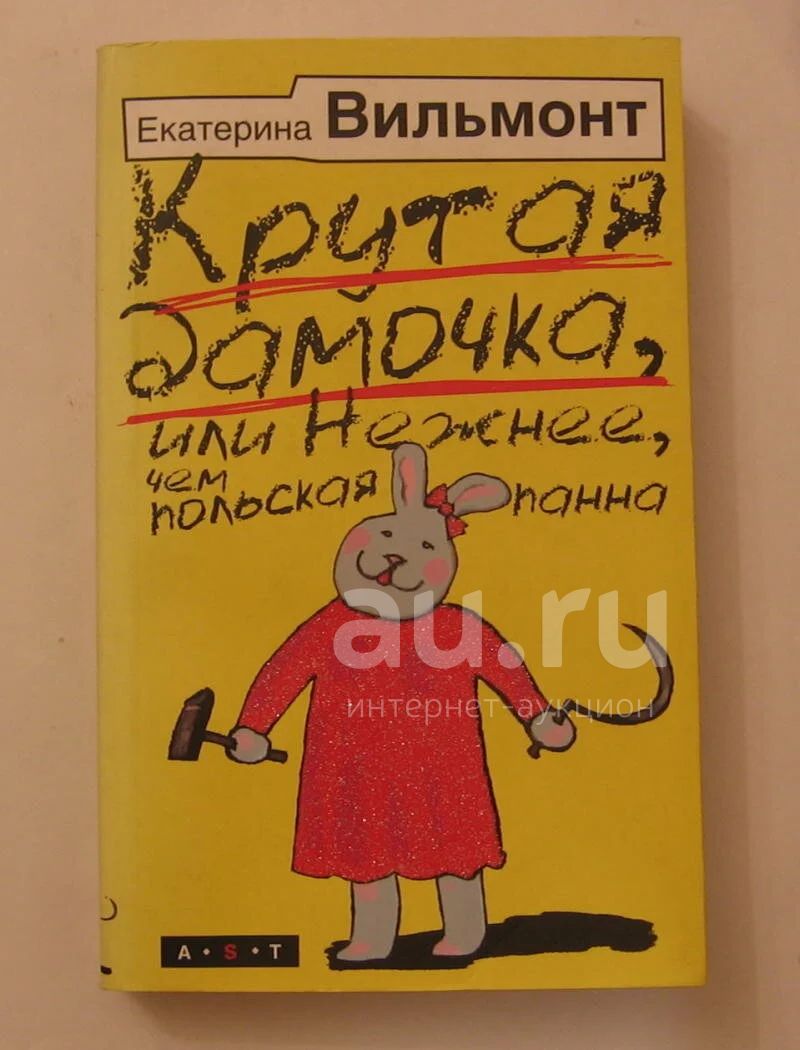 Екатерина Вильмонт
Крутая
дамочка,
или Нежнее,
чем
польская панна
au.ru
интернет-аукцион
A·S·T